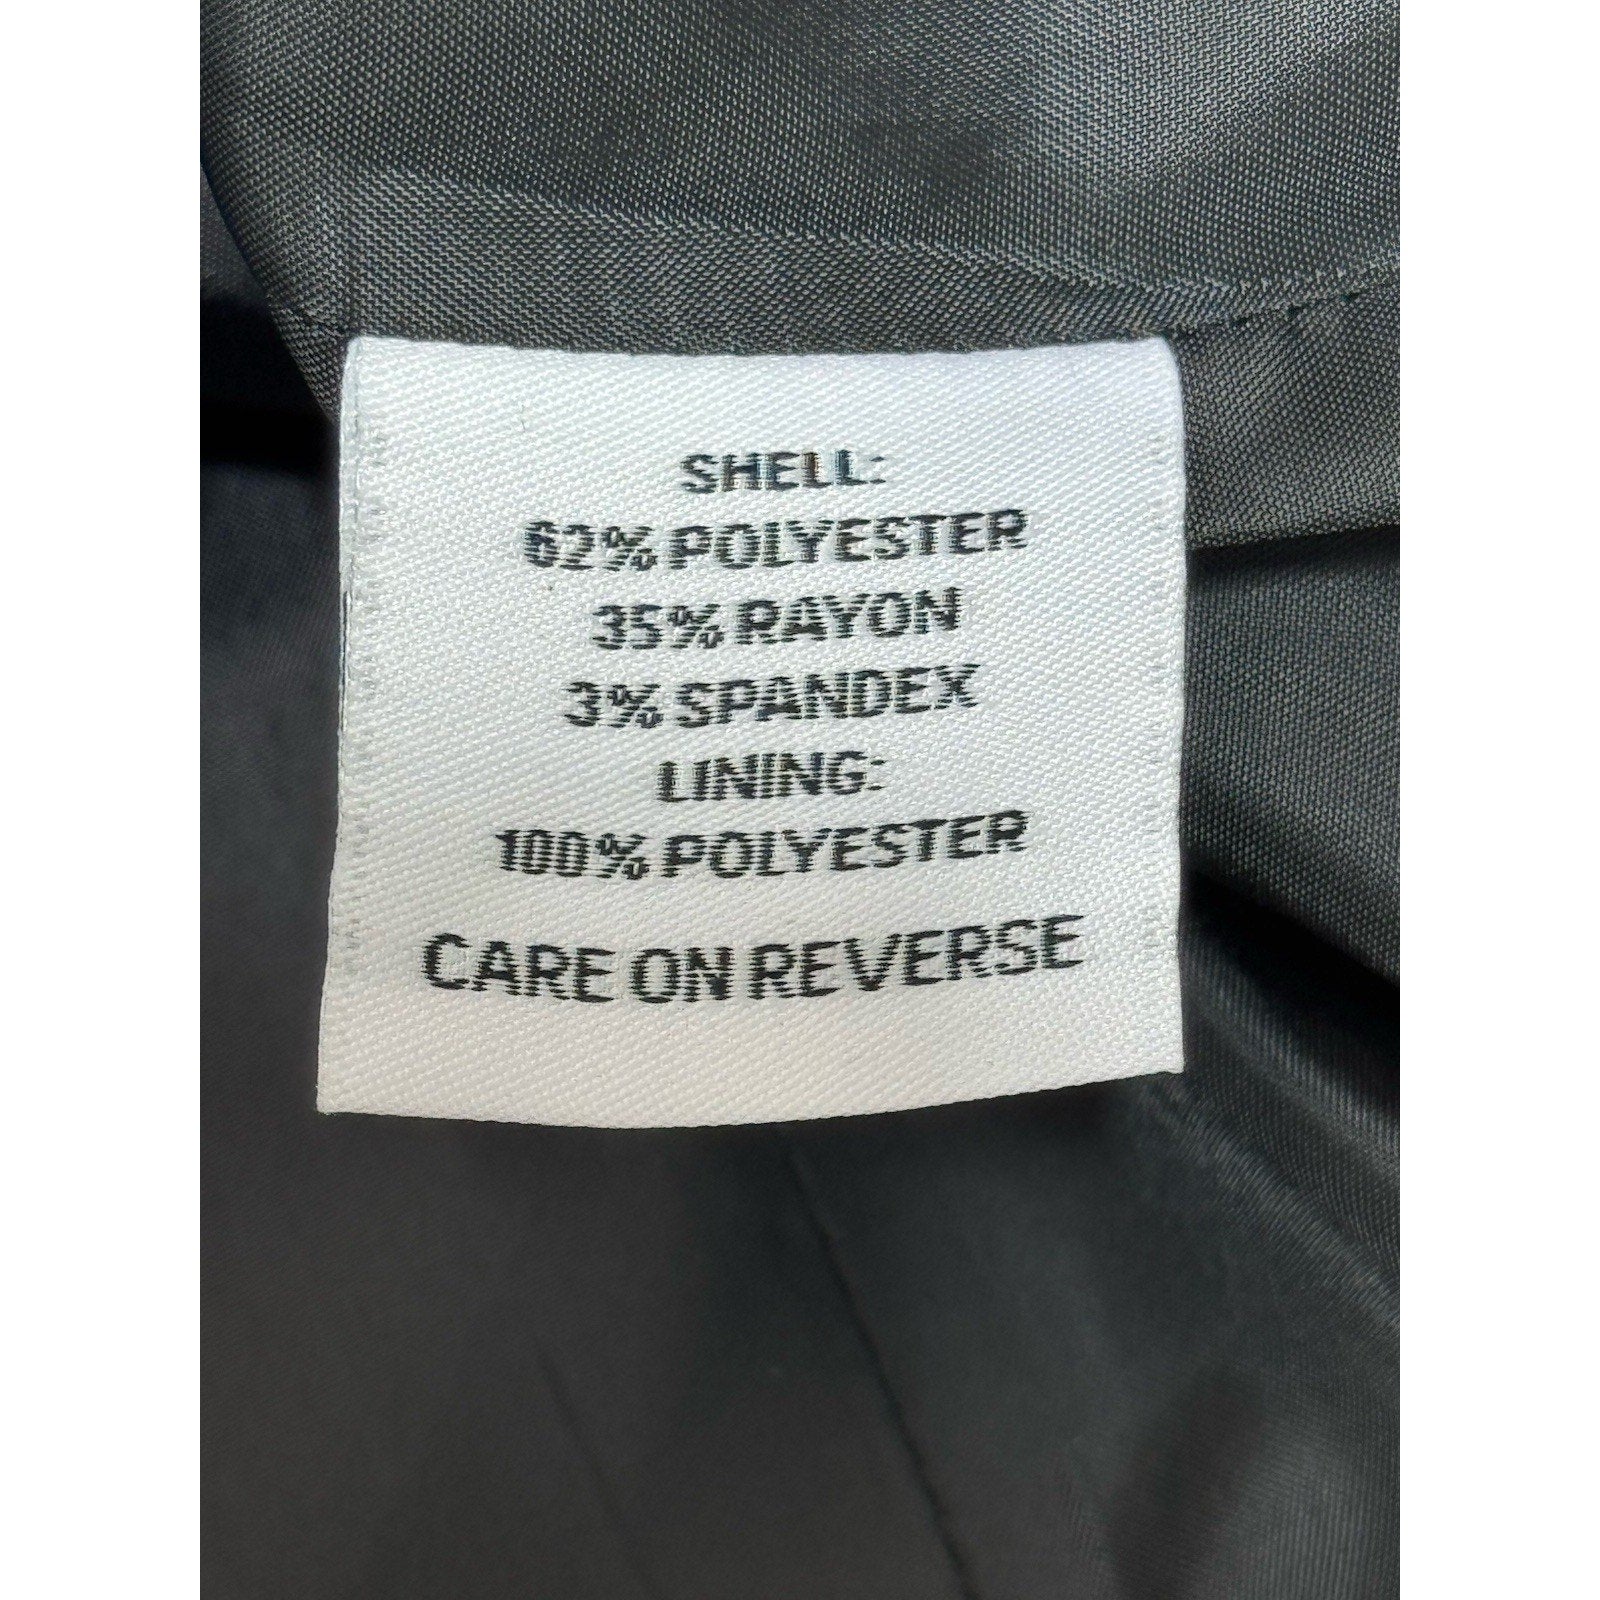 SHELL:
62% POLYESTER
35% RAYON
3% SPANDEX
LINING:
100% POLYESTER
CARE ON REVERSE